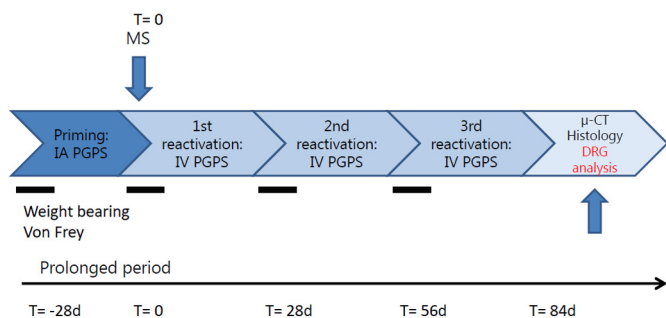 T= 0
MS
Priming:
IA PGPS
1st
reactivation:
IV PGPS
2nd
reactivation:
IV PGPS
3rd
reactivation:
IV PGPS
µ-CT
Histology
DRG
analysis
Weight bearing
Von Frey
Prolonged period
T= -28d
T= 0
T= 28d
T= 56d
T= 84d